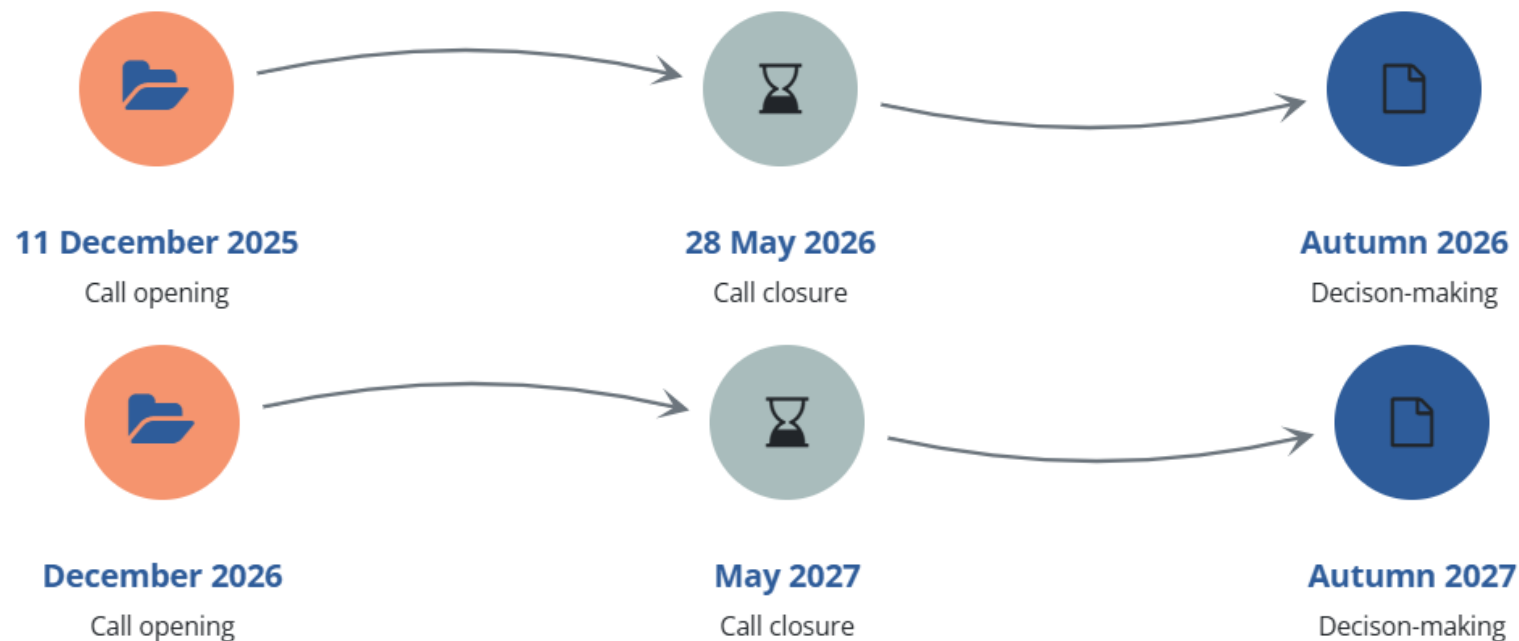 11 December 2025
28 May 2026
Autumn 2026
Call opening
Call closure
Decison-making
December 2026
May 2027
Autumn 2027
Call opening
Call closure
Decison-making